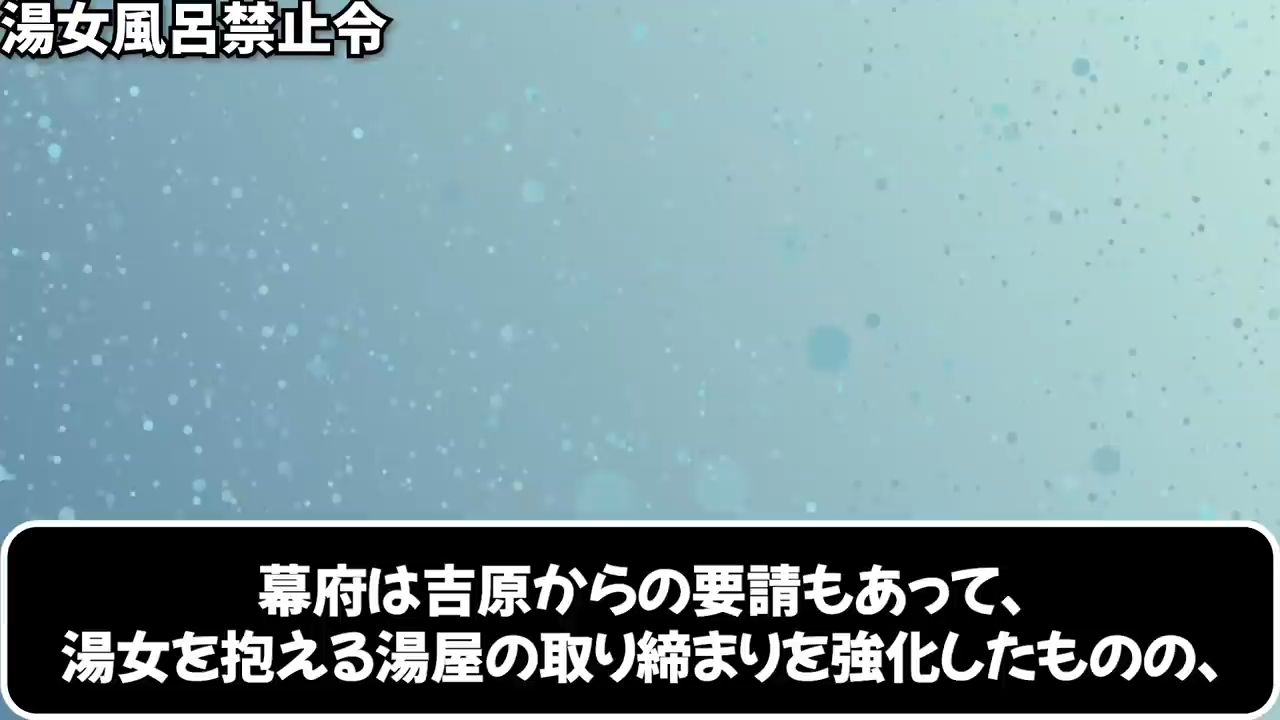 湯女風呂禁止令
幕府は吉原からの要請もあって、
湯女を抱える湯屋の取り締まりを強化したものの、